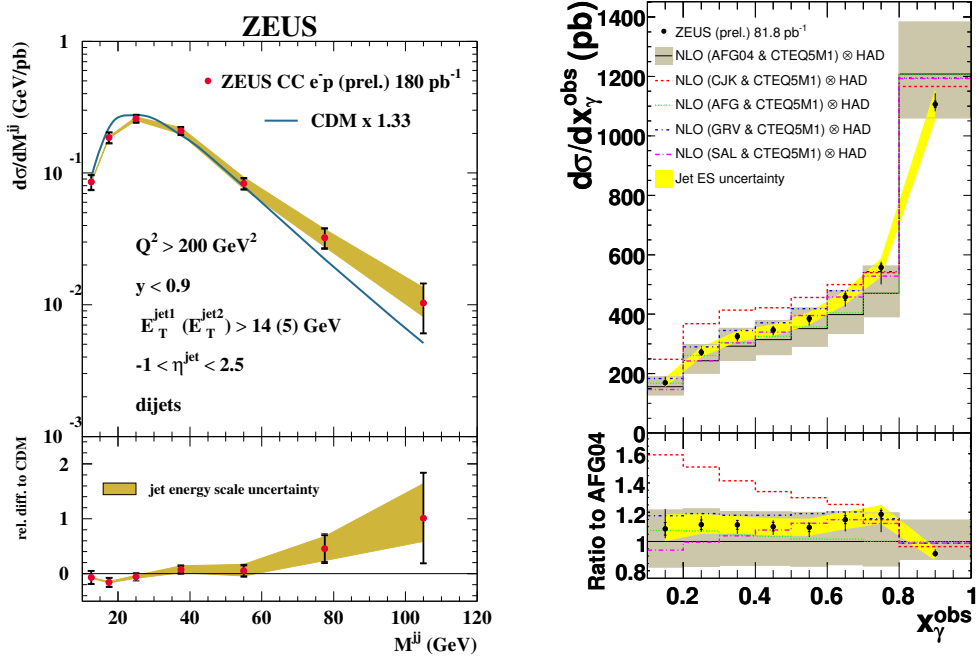 ZEUS
dσ/dM^jj (GeV/pb)
1
10^-1
10^-2
10^-3
ZEUS CC e^-p (prel.) 180 pb^-1
CDM x 1.33
Q^2 > 200 GeV^2
y < 0.9
E_T^jet1 (E_T^jet2) > 14 (5) GeV
-1 < η^jet < 2.5
dijets
rel. diff. to CDM
2
1
0
jet energy scale uncertainty
20 40 60 80 100 120
M^jj (GeV)
dσ/dx_γ^obs (pb)
1400
1200
1000
800
600
400
200
0
ZEUS (prel.) 81.8 pb^-1
NLO (AFG04 & CTEQ5M1) ⊗ HAD
NLO (CJK & CTEQ5M1) ⊗ HAD
NLO (AFG & CTEQ5M1) ⊗ HAD
NLO (GRV & CTEQ5M1) ⊗ HAD
NLO (SAL & CTEQ5M1) ⊗ HAD
Jet ES uncertainty
Ratio to AFG04
1.6
1.4
1.2
1
0.8
0.2 0.4 0.6 0.8 1
x_γ^obs